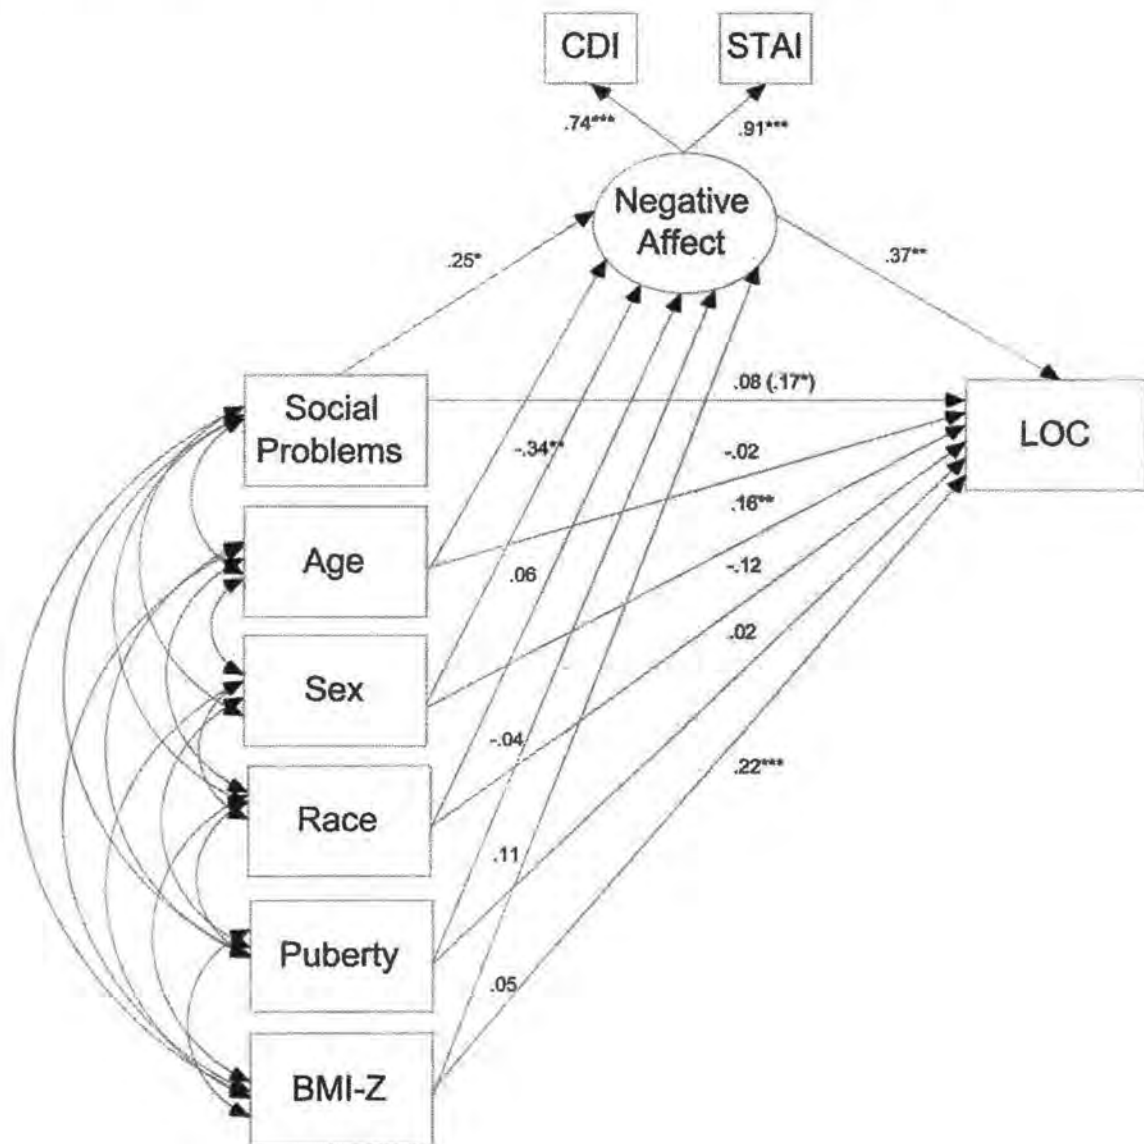 CDI
STAI
.74***
.91***
Negative
Affect
.25*
.37**
Social
Problems
.08 (.17*)
LOC
-.34**
-.02
.16**
Age
.06
-.12
.02
Sex
-.04
.22***
Race
.11
Puberty
.05
BMI-Z